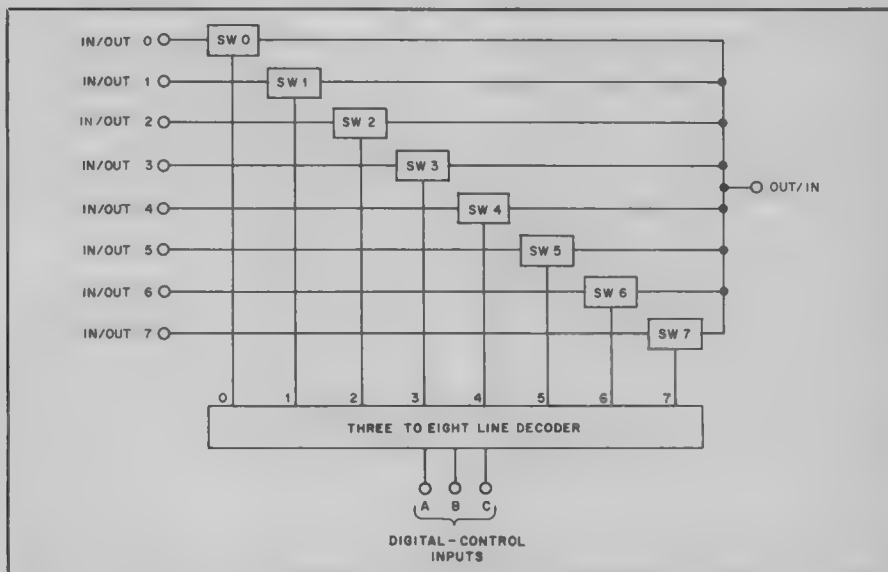 IN/OUT 0 SW 0
IN/OUT 1 SW 1
IN/OUT 2 SW 2
IN/OUT 3 SW 3
OUT/IN
IN/OUT 4 SW 4
IN/OUT 5 SW 5
IN/OUT 6 SW 6
IN/OUT 7 SW 7
0 1 2 3 4 5 6 7
THREE TO EIGHT LINE DECODER
A B C
DIGITAL-CONTROL
INPUTS